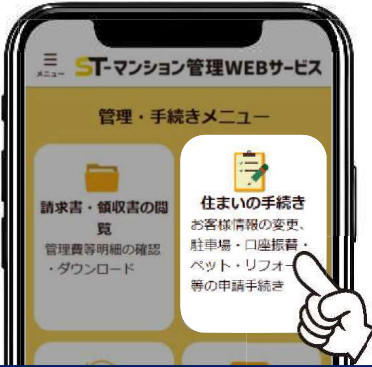 メニュー
ST-マンション管理WEBサービス
管理・手続きメニュー
請求書・領収書の閲
覧
管理費等明細の確認
・ダウンロード
住まいの手続き
お客様情報の変更、
駐車場・口座振替・
ペット・リフォー
等の申請手続き